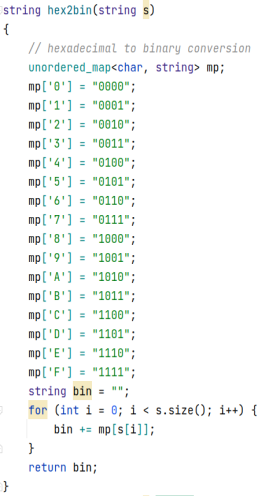 string hex2bin(string s)
{
    // hexadecimal to binary conversion
    unordered_map<char, string> mp;
    mp['0'] = "0000";
    mp['1'] = "0001";
    mp['2'] = "0010";
    mp['3'] = "0011";
    mp['4'] = "0100";
    mp['5'] = "0101";
    mp['6'] = "0110";
    mp['7'] = "0111";
    mp['8'] = "1000";
    mp['9'] = "1001";
    mp['A'] = "1010";
    mp['B'] = "1011";
    mp['C'] = "1100";
    mp['D'] = "1101";
    mp['E'] = "1110";
    mp['F'] = "1111";
    string bin = "";
    for (int i = 0; i < s.size(); i++) {
        bin += mp[s[i]];
    }
    return bin;
}